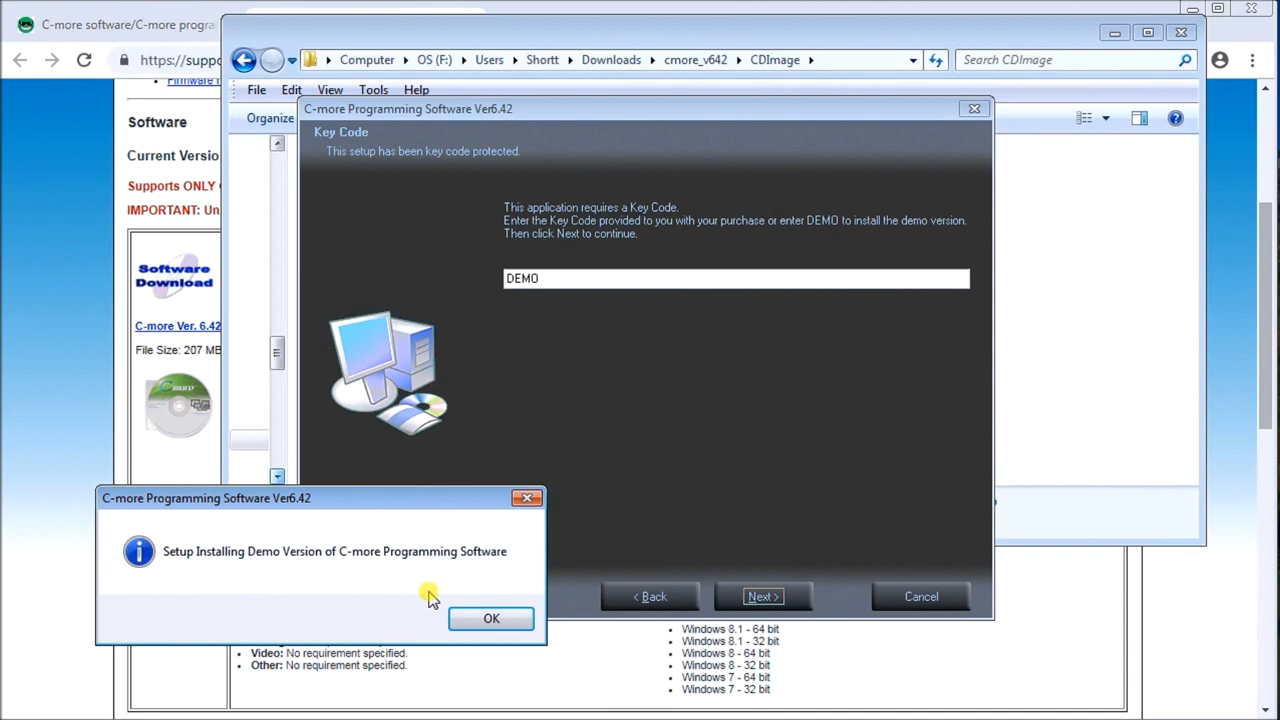 C-more software/C-more progra
https://suppo
Computer
OS (F:)
Users
Shortt
Downloads
cmore_v642
CDImage
Search CDImage
File
Edit
View
Tools
Help
Organize
Firmware
Software
Current Versio
Supports ONLY
IMPORTANT: Un
Software
Download
C-more Ver. 6.42
File Size: 207 MB
C-more Programming Software Ver6.42
Key Code
This setup has been key code protected.
This application requires a Key Code.
Enter the Key Code provided to you with your purchase or enter DEMO to install the demo version.
Then click Next to continue.
DEMO
< Back
Next >
Cancel
C-more Programming Software Ver6.42
Setup Installing Demo Version of C-more Programming Software
OK
Video: No requirement specified.
Other: No requirement specified.
Windows 8.1 - 64 bit
Windows 8.1 - 32 bit
Windows 8 - 64 bit
Windows 8 - 32 bit
Windows 7 - 64 bit
Windows 7 - 32 bit